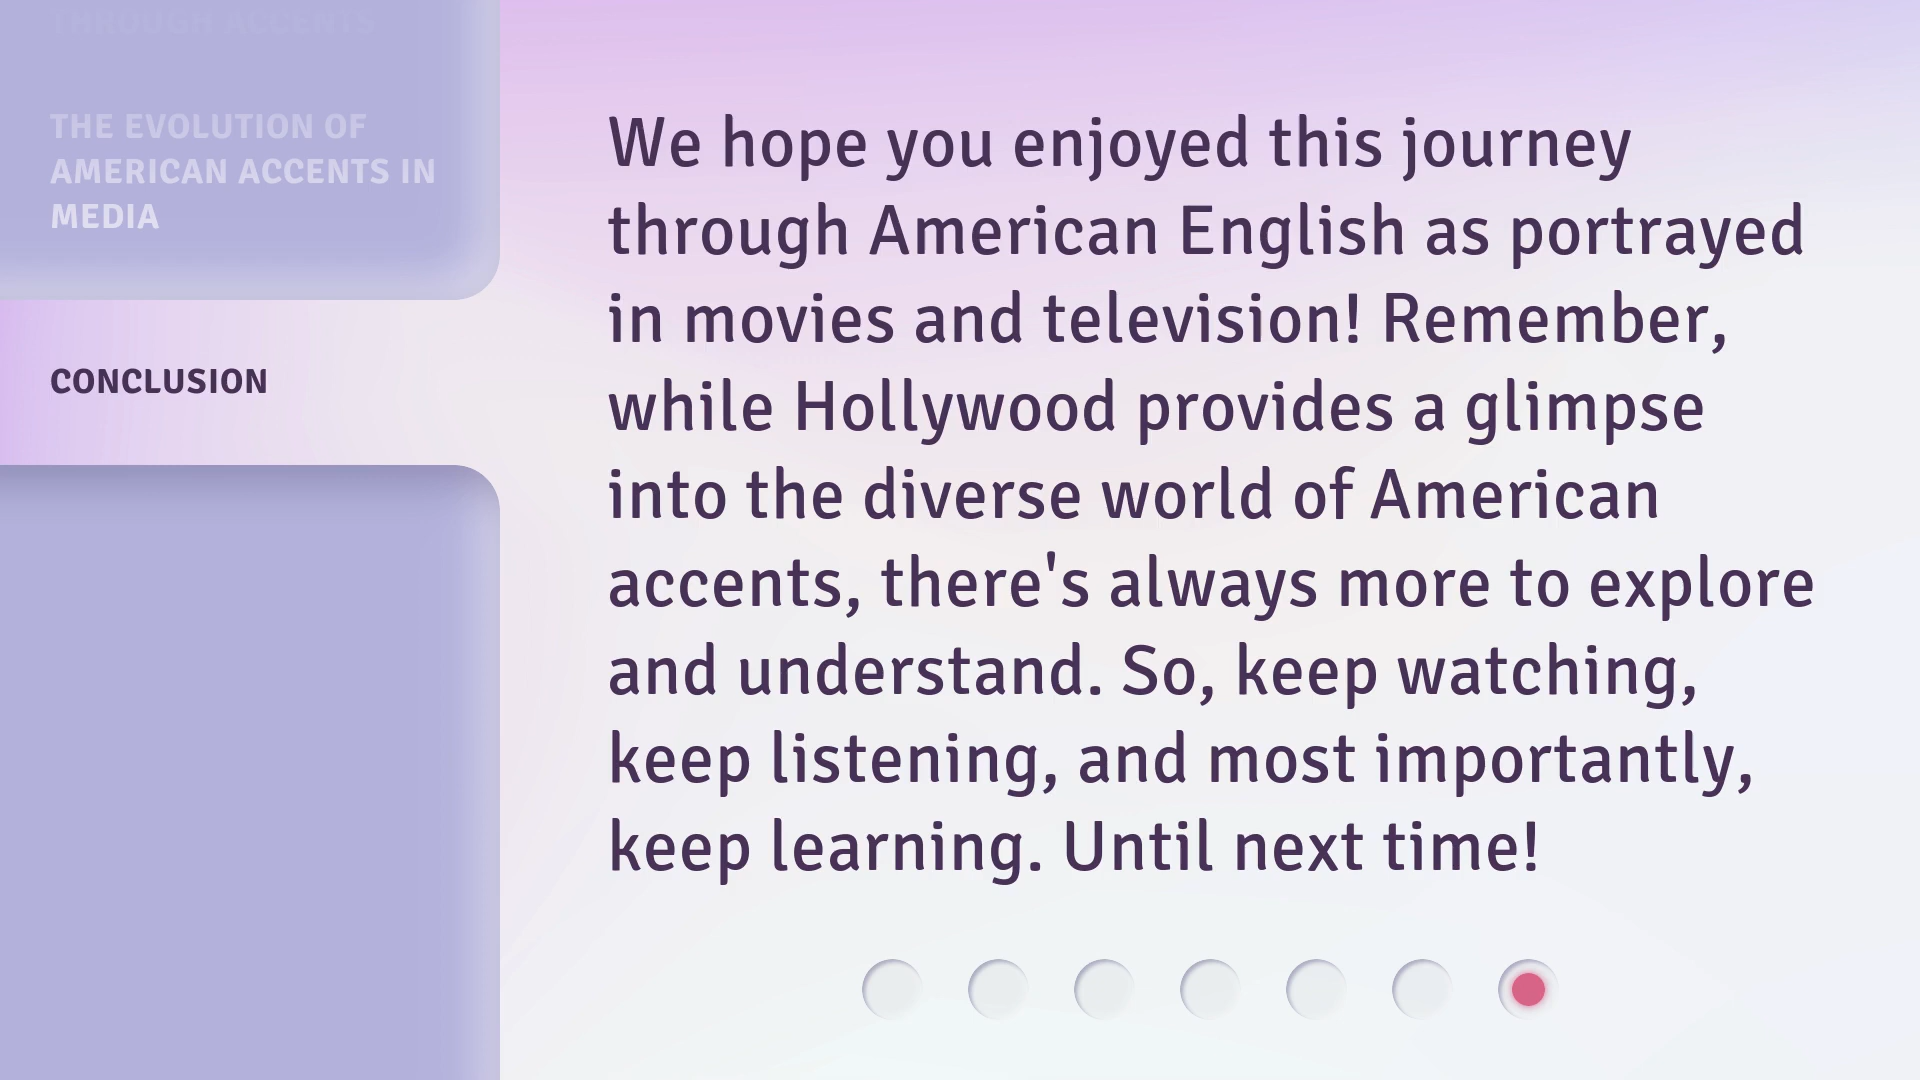 THROUGH ACCENTS
THE EVOLUTION OF
AMERICAN ACCENTS IN
MEDIA
CONCLUSION
We hope you enjoyed this journey
through American English as portrayed
in movies and television! Remember,
while Hollywood provides a glimpse
into the diverse world of American
accents, there's always more to explore
and understand. So, keep watching,
keep listening, and most importantly,
keep learning. Until next time!